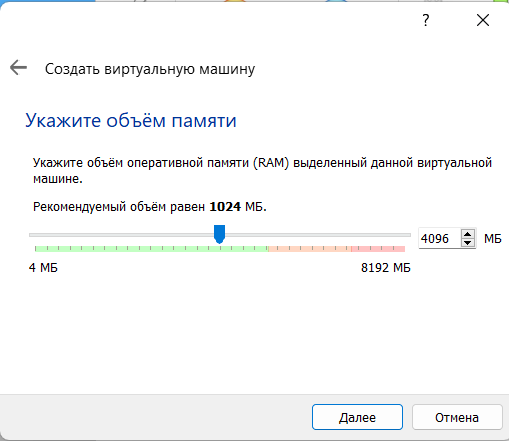 ?
Создать виртуальную машину
Укажите объём памяти
Укажите объём оперативной памяти (RAM) выделенный данной виртуальной
машине.
Рекомендуемый объём равен 1024 МБ.
4096 МБ
4 МБ 8192 МБ
Далее Отмена